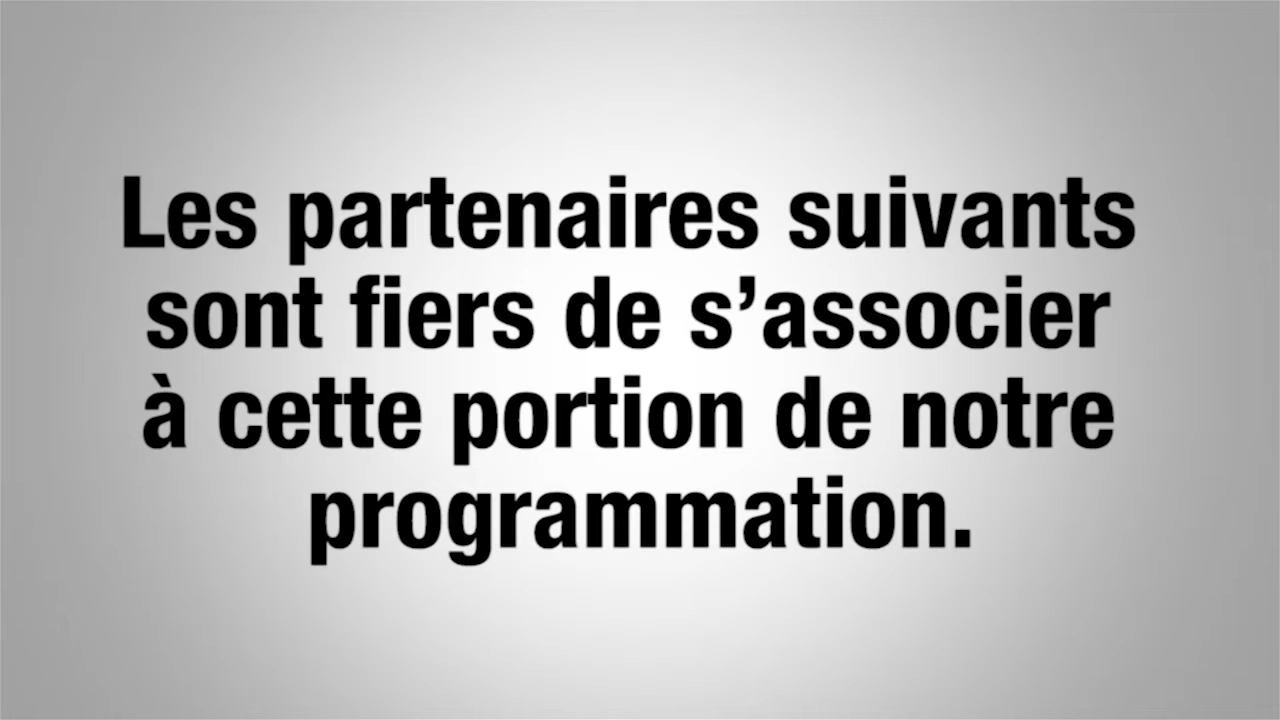 Les partenaires suivants
sont fiers de s’associer
à cette portion de notre
programmation.